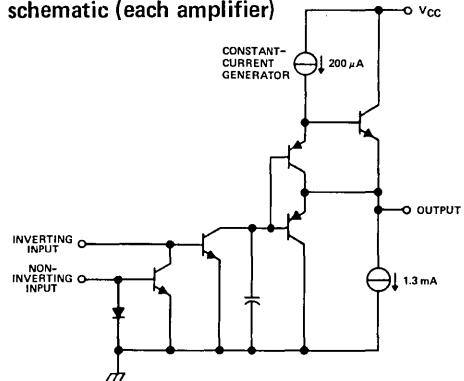 schematic (each amplifier)
VCC
CONSTANT-
CURRENT
GENERATOR
200 μA
OUTPUT
INVERTING
INPUT
NON-
INVERTING
INPUT
1.3 mA